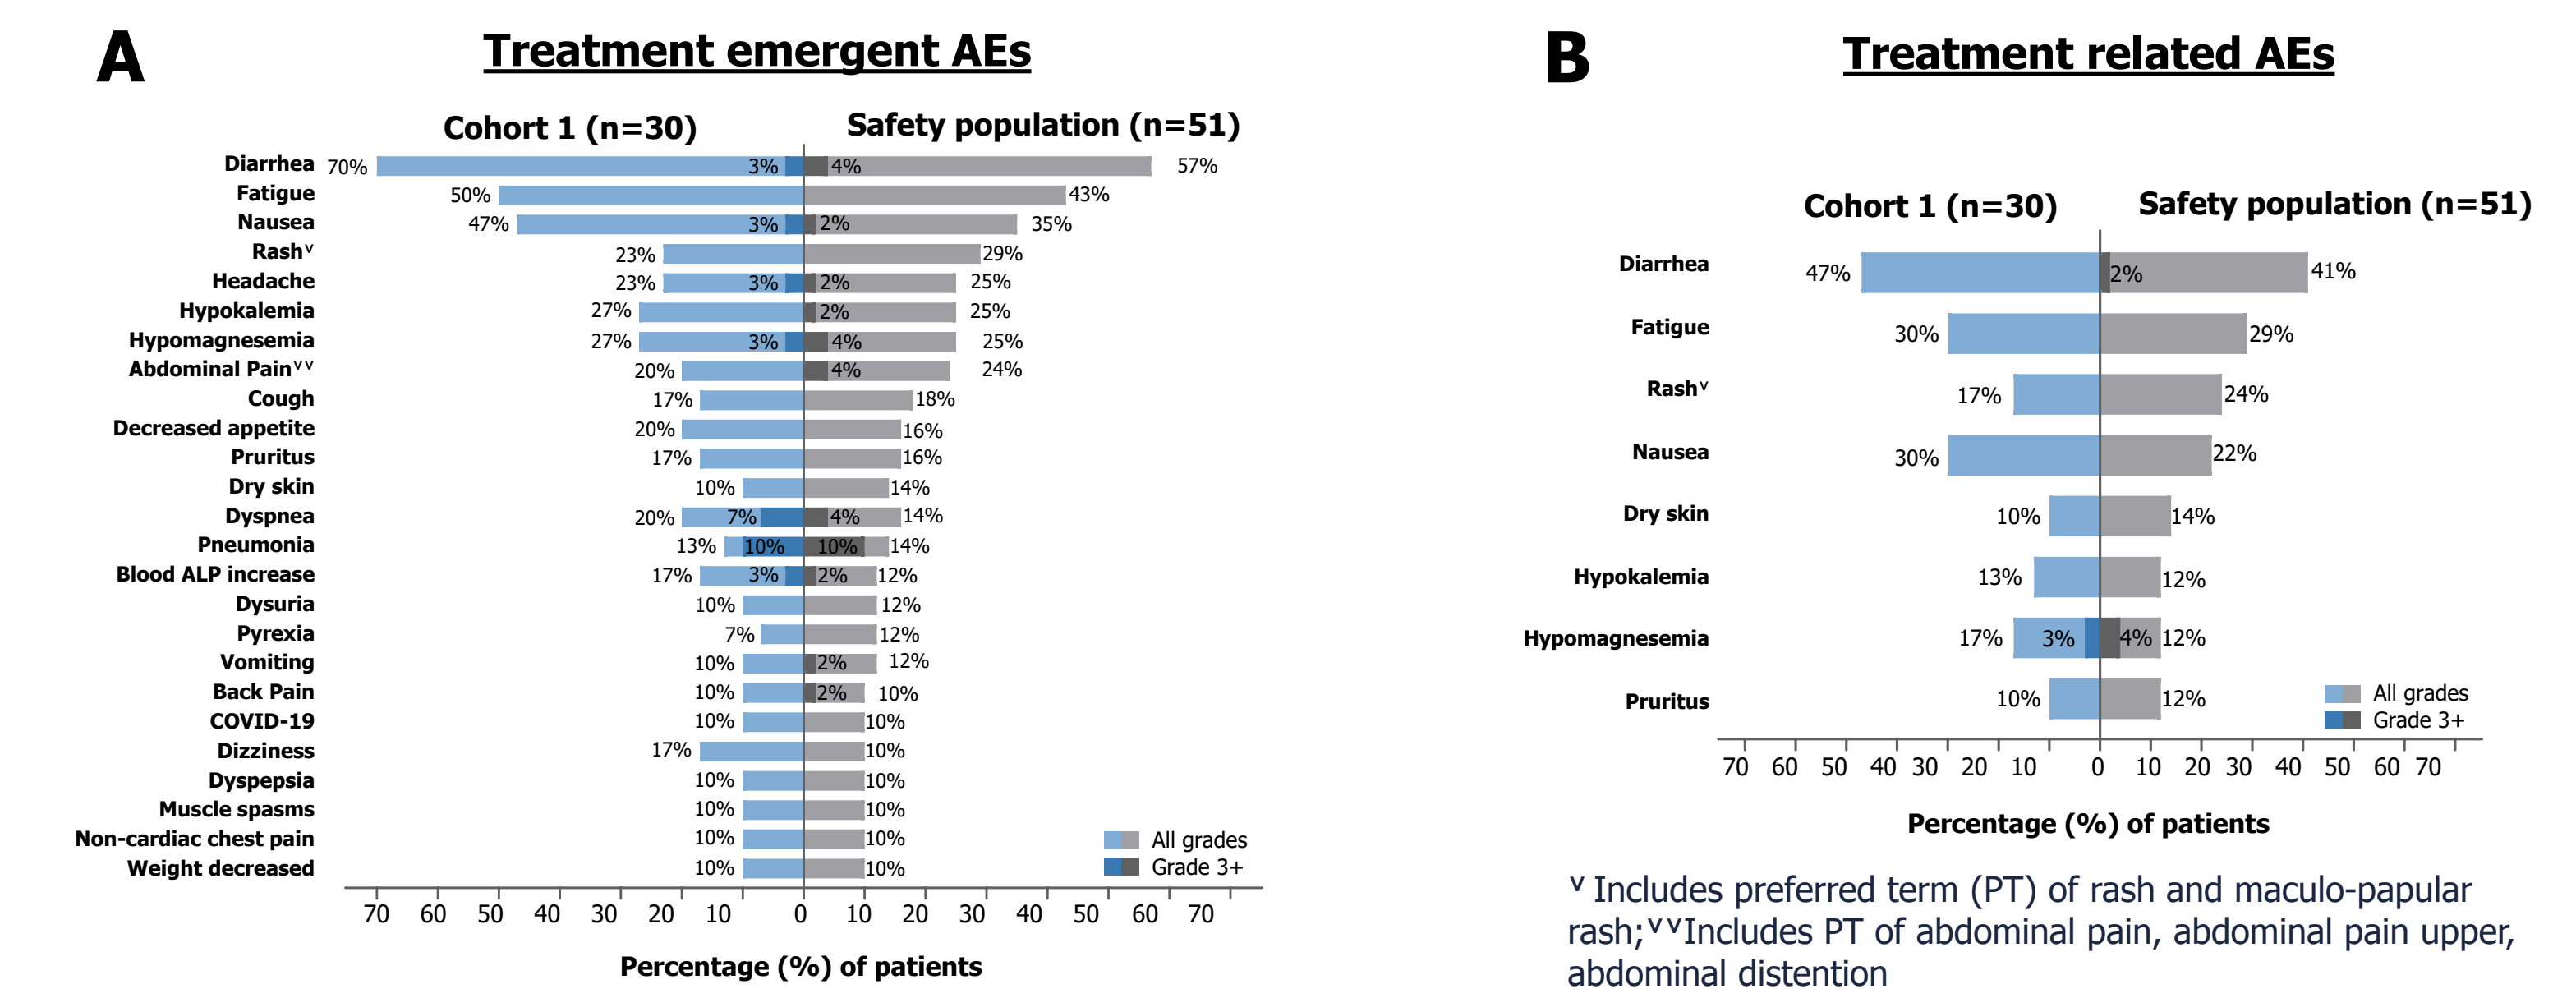 A
Treatment emergent AEs
Cohort 1 (n=30) Safety population (n=51)
Diarrhea 70% 3% 4% 57%
Fatigue 50% 43%
Nausea 47% 3% 2% 35%
Rashᵛ 23% 29%
Headache 23% 3% 2% 25%
Hypokalemia 27% 2% 25%
Hypomagnesemia 27% 3% 4% 25%
Abdominal Painᵛᵛ 20% 4% 24%
Cough 17% 18%
Decreased appetite 20% 16%
Pruritus 17% 16%
Dry skin 10% 14%
Dyspnea 20% 7% 4% 14%
Pneumonia 13% 10% 10% 14%
Blood ALP increase 17% 3% 2% 12%
Dysuria 10% 12%
Pyrexia 7% 12%
Vomiting 10% 2% 12%
Back Pain 10% 2% 10%
COVID-19 10% 10%
Dizziness 17% 10%
Dyspepsia 10% 10%
Muscle spasms 10% 10%
Non-cardiac chest pain 10% 10%
Weight decreased 10% 10%
All grades
Grade 3+
70 60 50 40 30 20 10 0 10 20 30 40 50 60 70
Percentage (%) of patients
B
Treatment related AEs
Cohort 1 (n=30) Safety population (n=51)
Diarrhea 47% 2% 41%
Fatigue 30% 29%
Rashᵛ 17% 24%
Nausea 30% 22%
Dry skin 10% 14%
Hypokalemia 13% 12%
Hypomagnesemia 17% 3% 4% 12%
Pruritus 10% 12%
All grades
Grade 3+
70 60 50 40 30 20 10 0 10 20 30 40 50 60 70
Percentage (%) of patients
ᵛ Includes preferred term (PT) of rash and maculo-papular
rash;ᵛᵛIncludes PT of abdominal pain, abdominal pain upper,
abdominal distention